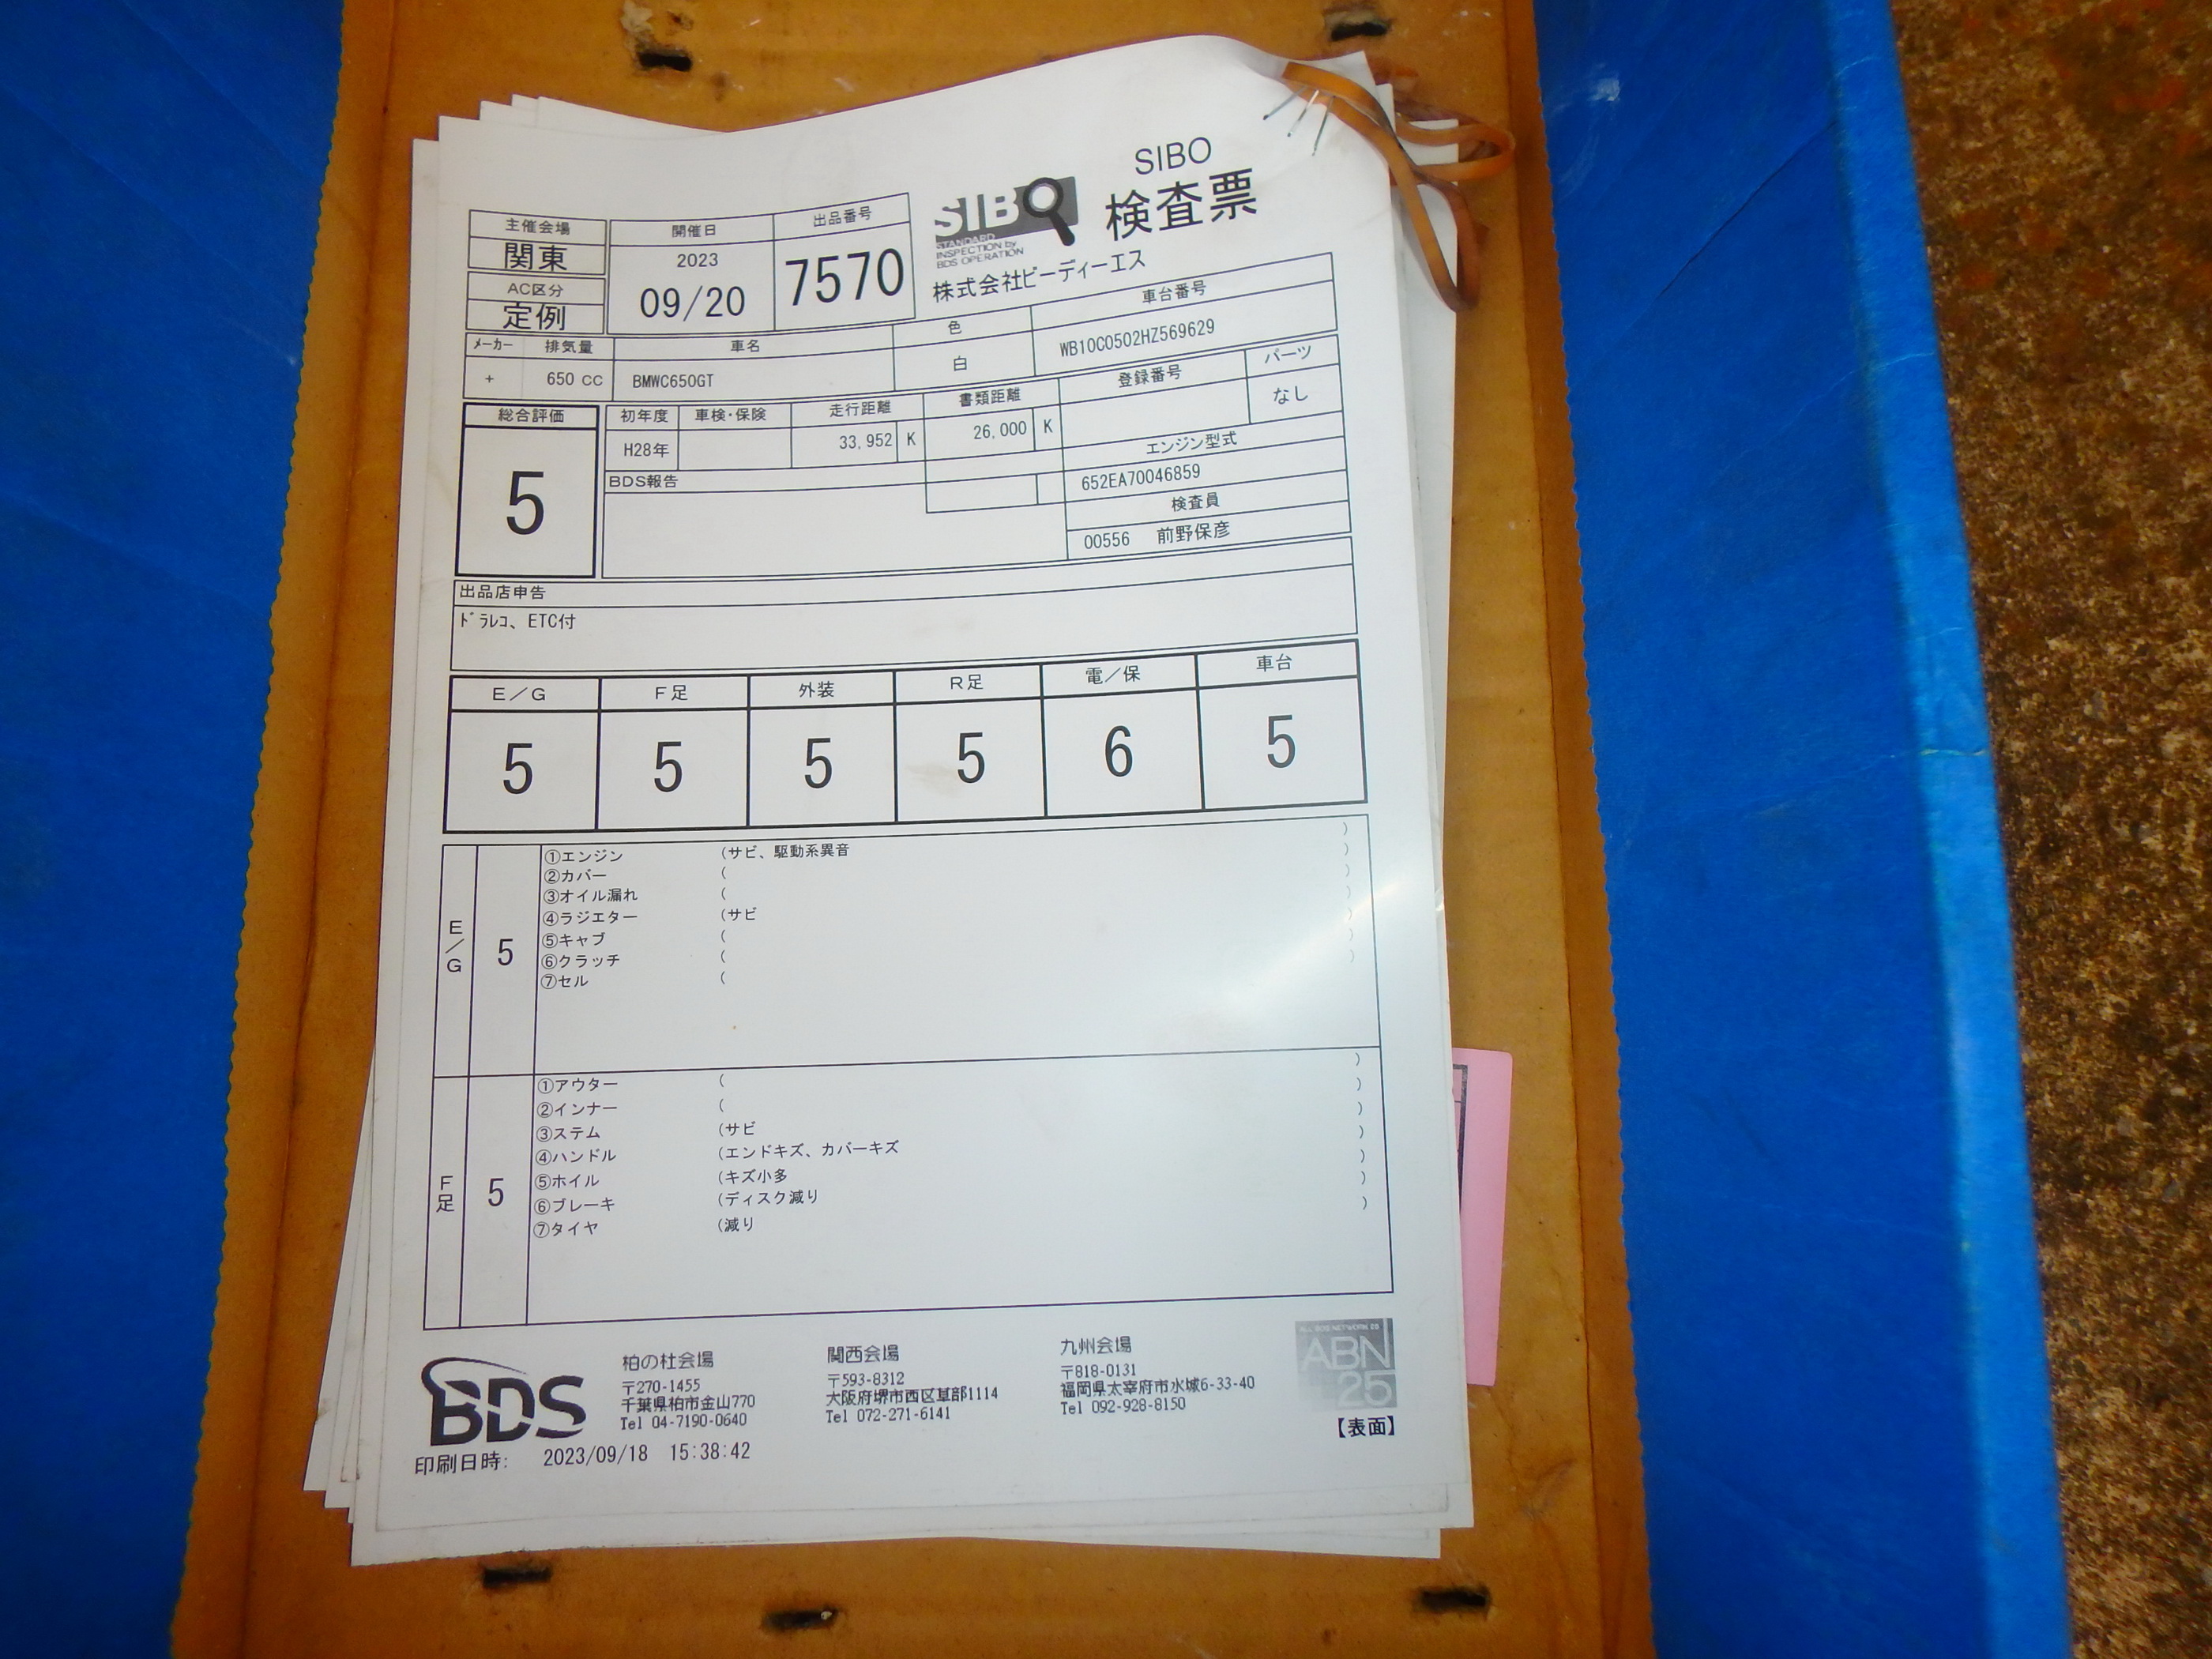 SIBO
検査票
SIBO
STANDARD
INSPECTION by
BDS OPERATION
株式会社ビーディーエス
主催会場
関東
AC区分
定例
開催日
2023
09/20
出品番号
7570
メーカー 排気量 車名 色 車台番号
+ 650 CC BMWC650GT 白 WB10C0502HZ569629
総合評価
5
初年度 車検・保険 走行距離 書類距離 登録番号 パーツ
H28年 33,952 K 26,000 K なし
BDS報告
エンジン型式
652EA70046859
検査員
00556 前野保彦
出品店申告
ﾄﾞﾗﾚｺ、ETC付
E/G F足 外装 R足 電/保 車台
5 5 5 5 6 5
E/G 5
①エンジン (サビ、駆動系異音 )
②カバー ( )
③オイル漏れ ( )
④ラジエター (サビ )
⑤キャブ ( )
⑥クラッチ ( )
⑦セル ( )
F足 5
①アウター ( )
②インナー ( )
③ステム (サビ )
④ハンドル (エンドキズ、カバーキズ )
⑤ホイル (キズ小多 )
⑥ブレーキ (ディスク減り )
⑦タイヤ (減り )
BDS
柏の杜会場
〒270-1455
千葉県柏市金山770
Tel 04-7190-0640
関西会場
〒593-8312
大阪府堺市西区草部1114
Tel 072-271-6141
九州会場
〒818-0131
福岡県太宰府市水城6-33-40
Tel 092-928-8150
ALL BDS NETWORK 25
ABN
25
【表面】
印刷日時: 2023/09/18 15:38:42